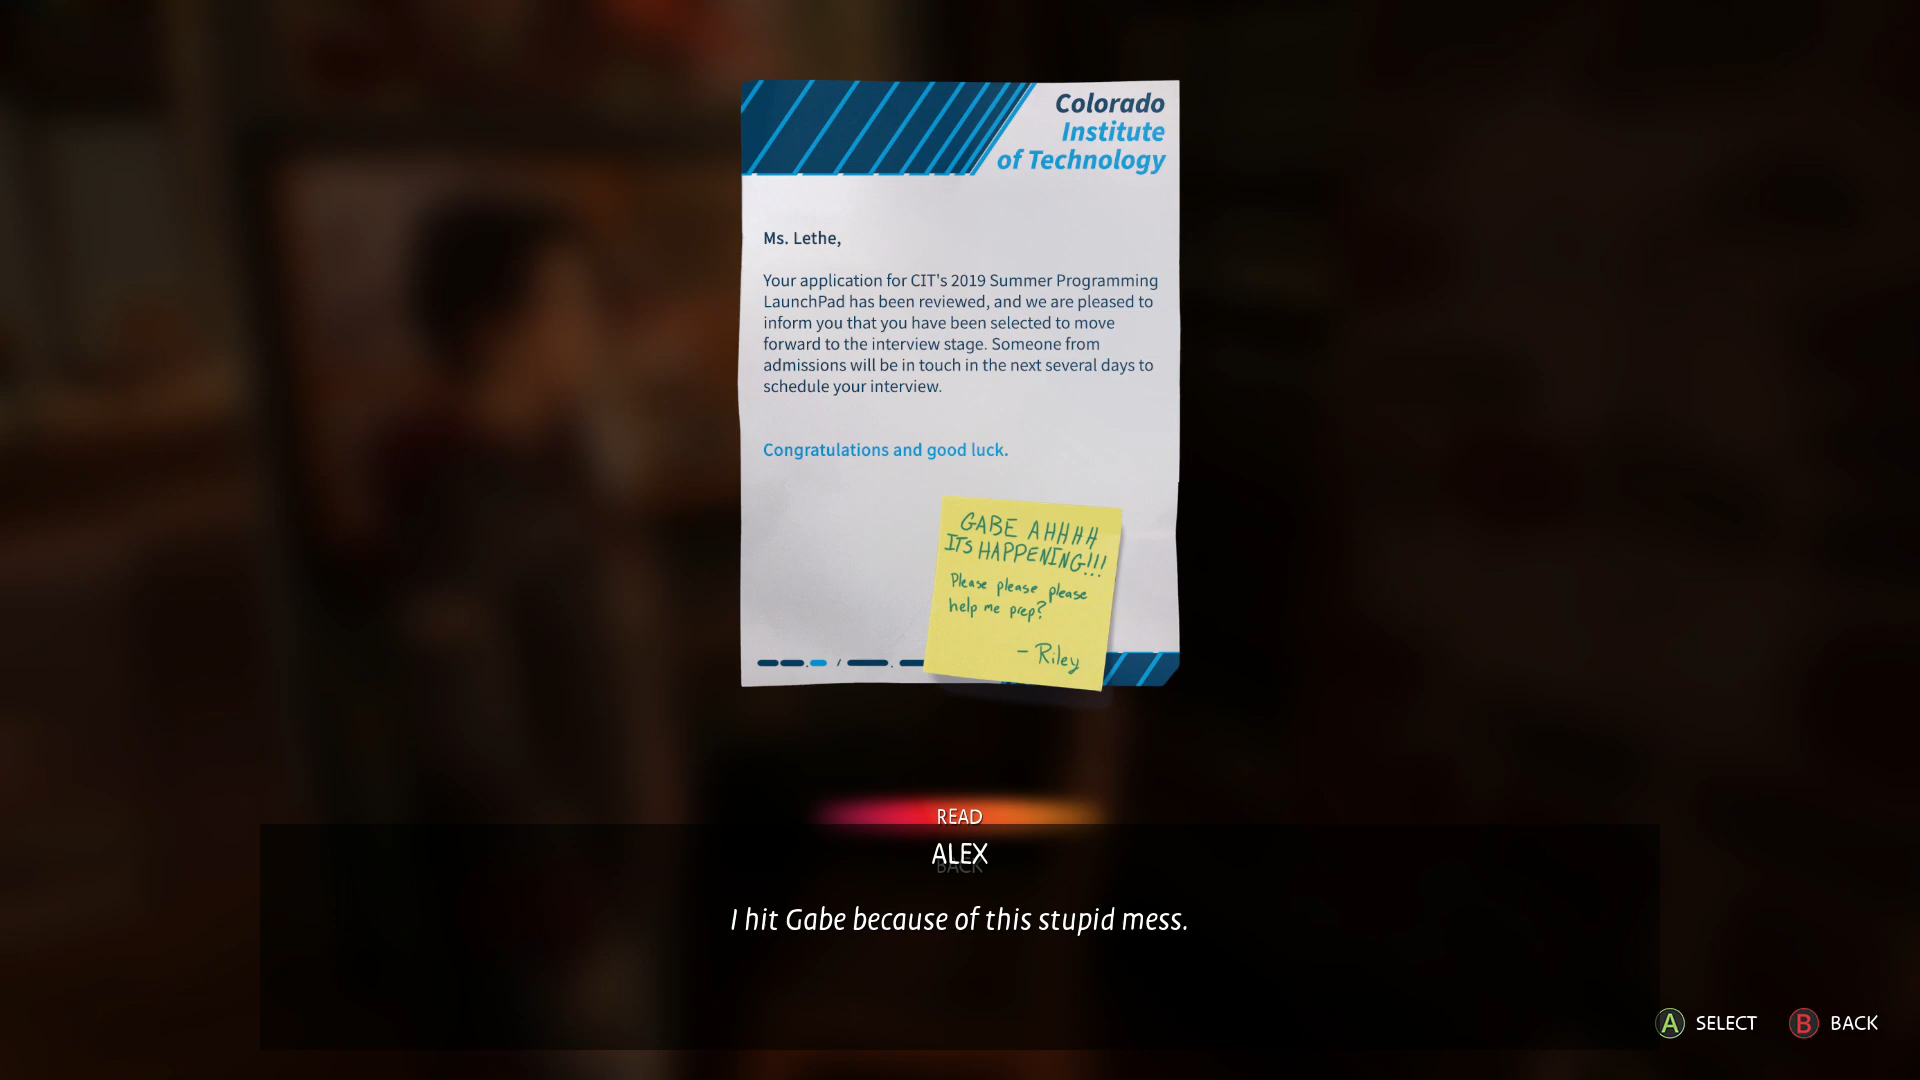 Colorado
Institute
of Technology
Ms. Lethe,
Your application for CIT's 2019 Summer Programming
LaunchPad has been reviewed, and we are pleased to
inform you that you have been selected to move
forward to the interview stage. Someone from
admissions will be in touch in the next several days to
schedule your interview.
Congratulations and good luck.
GABE AHHHH
ITS HAPPENING!!!
Please please please
help me prep?
- Riley
READ
ALEX
BACK
I hit Gabe because of this stupid mess.
A SELECT B BACK